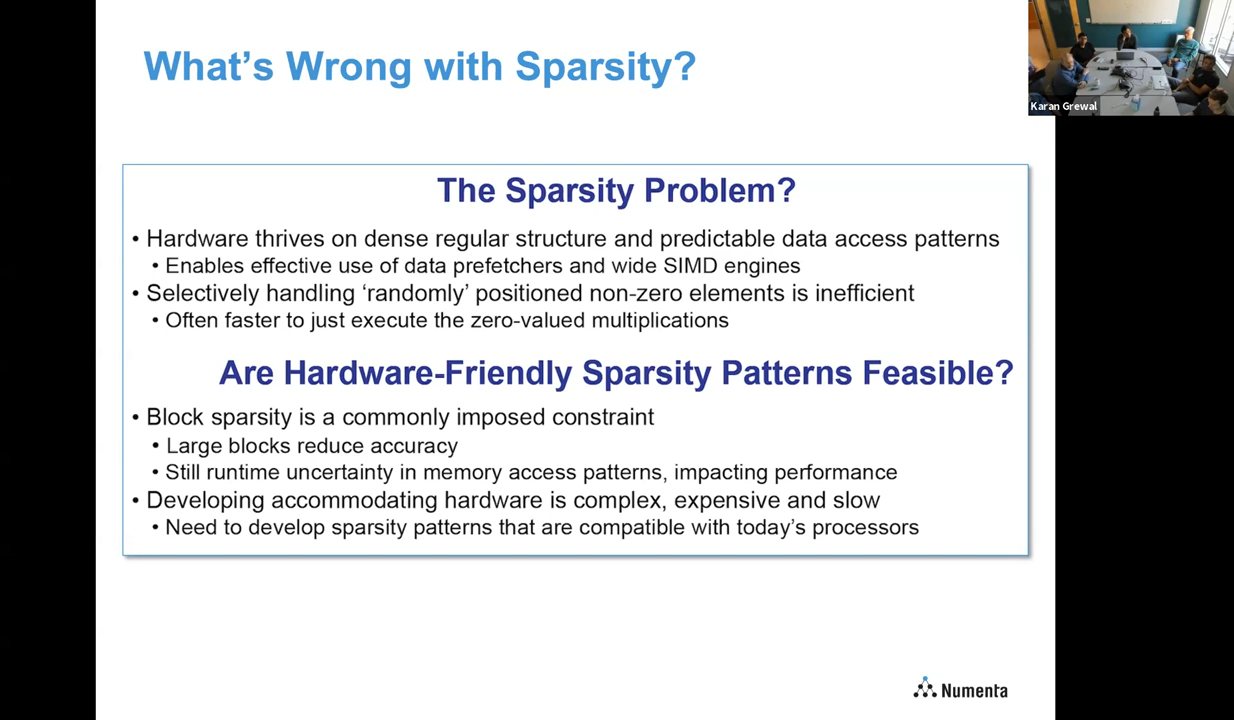 What's Wrong with Sparsity?
Karan Grewal
The Sparsity Problem?
• Hardware thrives on dense regular structure and predictable data access patterns
• Enables effective use of data prefetchers and wide SIMD engines
• Selectively handling 'randomly' positioned non-zero elements is inefficient
• Often faster to just execute the zero-valued multiplications
Are Hardware-Friendly Sparsity Patterns Feasible?
• Block sparsity is a commonly imposed constraint
• Large blocks reduce accuracy
• Still runtime uncertainty in memory access patterns, impacting performance
• Developing accommodating hardware is complex, expensive and slow
• Need to develop sparsity patterns that are compatible with today's processors
Numenta